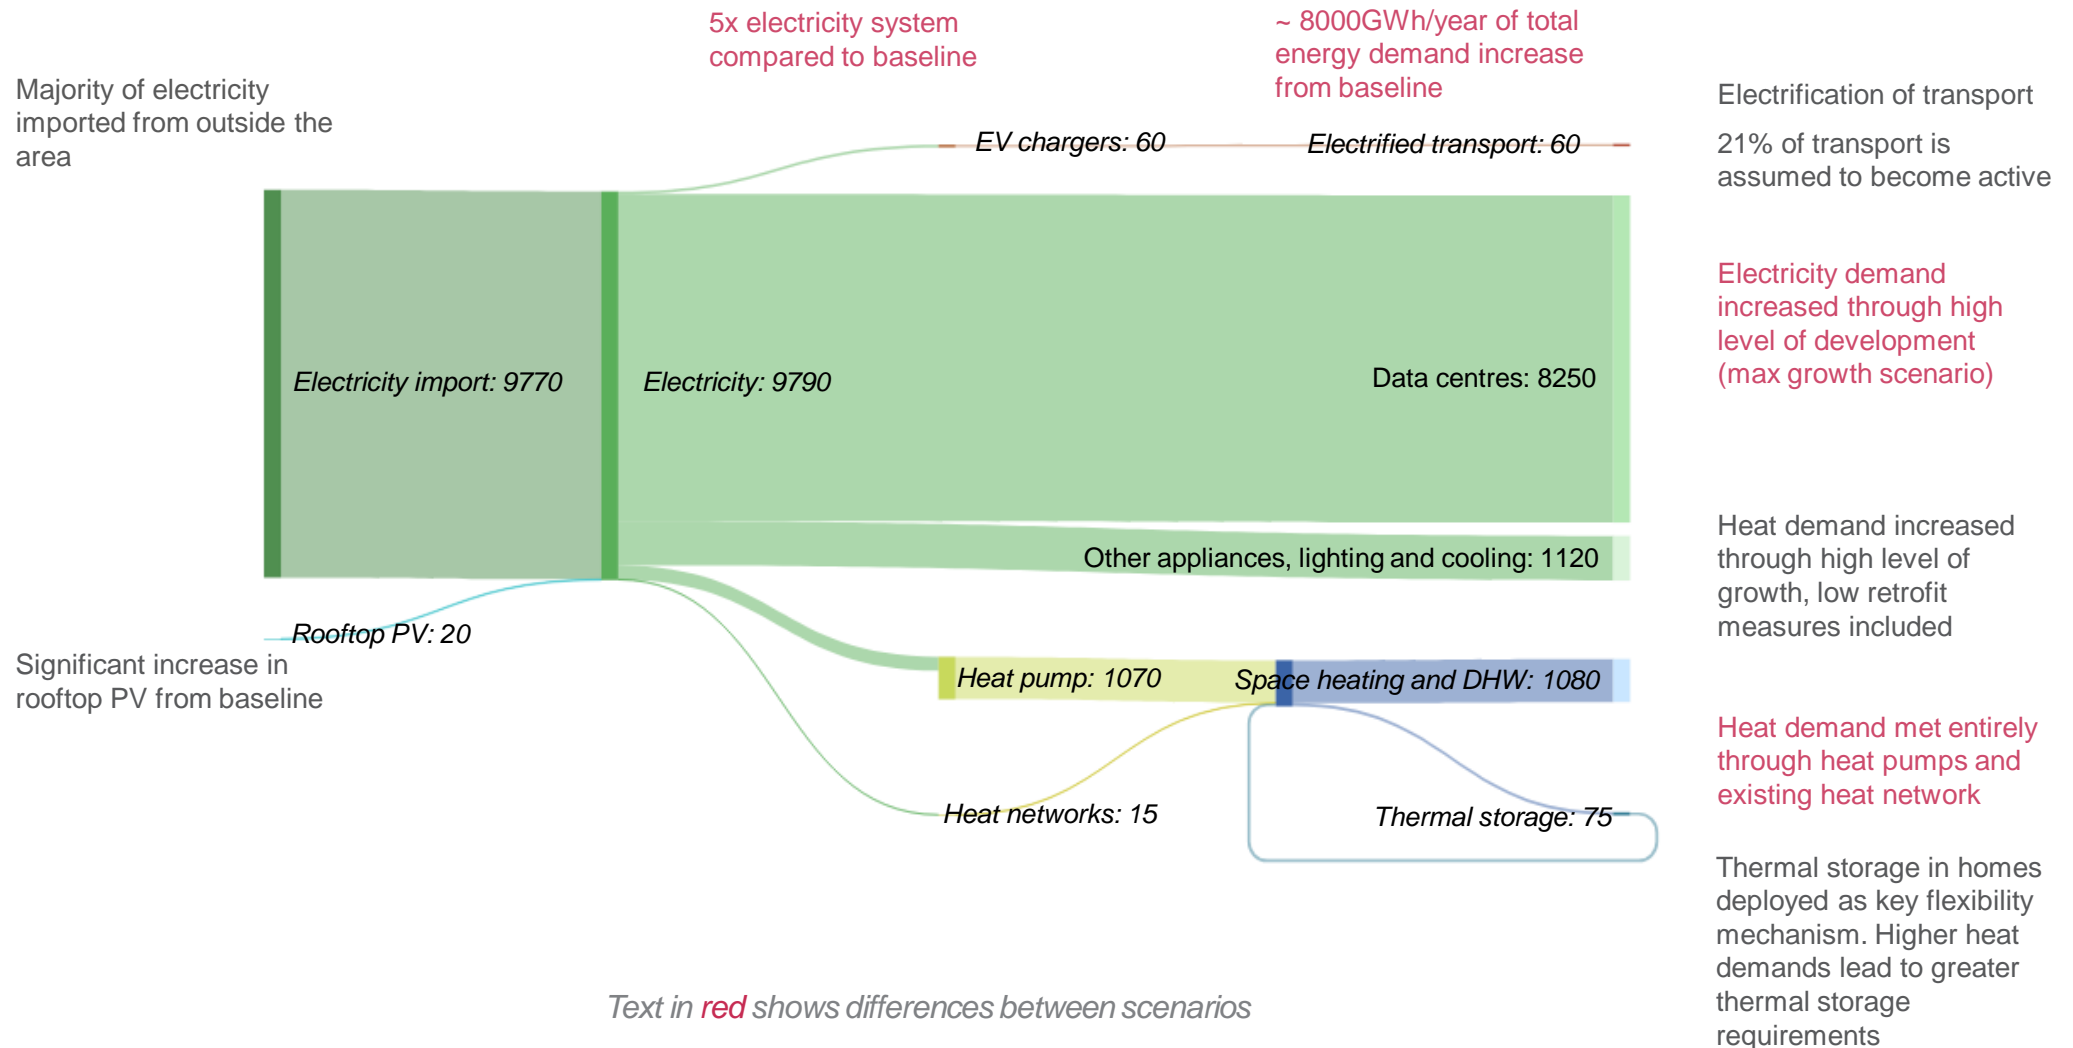 5x electricity system
compared to baseline
~ 8000GWh/year of total
energy demand increase
from baseline
Majority of electricity
imported from outside the
area
Electrification of transport
21% of transport is
assumed to become active
EV chargers: 60
Electrified transport: 60
Electricity demand
increased through high
level of development
(max growth scenario)
Electricity import: 9770
Electricity: 9790
Data centres: 8250
Other appliances, lighting and cooling: 1120
Heat demand increased
through high level of
growth, low retrofit
measures included
Rooftop PV: 20
Significant increase in
rooftop PV from baseline
Heat pump: 1070
Space heating and DHW: 1080
Heat demand met entirely
through heat pumps and
existing heat network
Heat networks: 15
Thermal storage: 75
Thermal storage in homes
deployed as key flexibility
mechanism. Higher heat
demands lead to greater
thermal storage
requirements
Text in red shows differences between scenarios